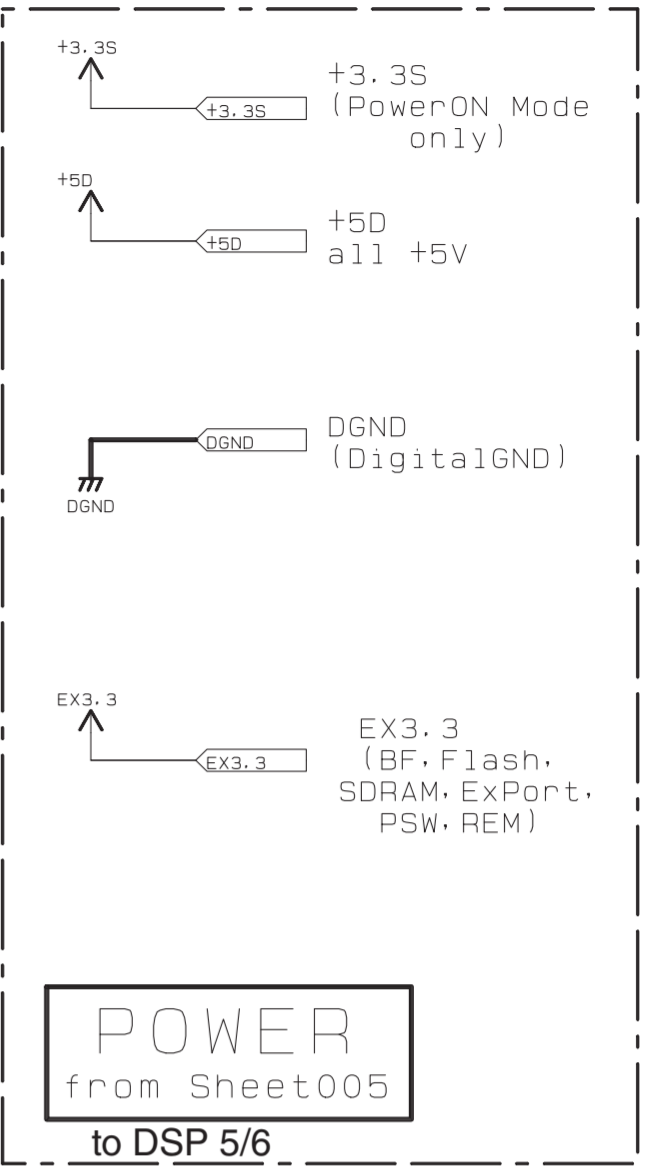 +3.3S
+3.3S
+3.3S
(PowerON Mode
only)
+5D
+5D
+5D
all +5V
DGND
DGND
DGND
(DigitalGND)
EX3.3
EX3.3
EX3.3
(BF,Flash,
SDRAM,ExPort,
PSW,REM)
POWER
from Sheet005
to DSP 5/6